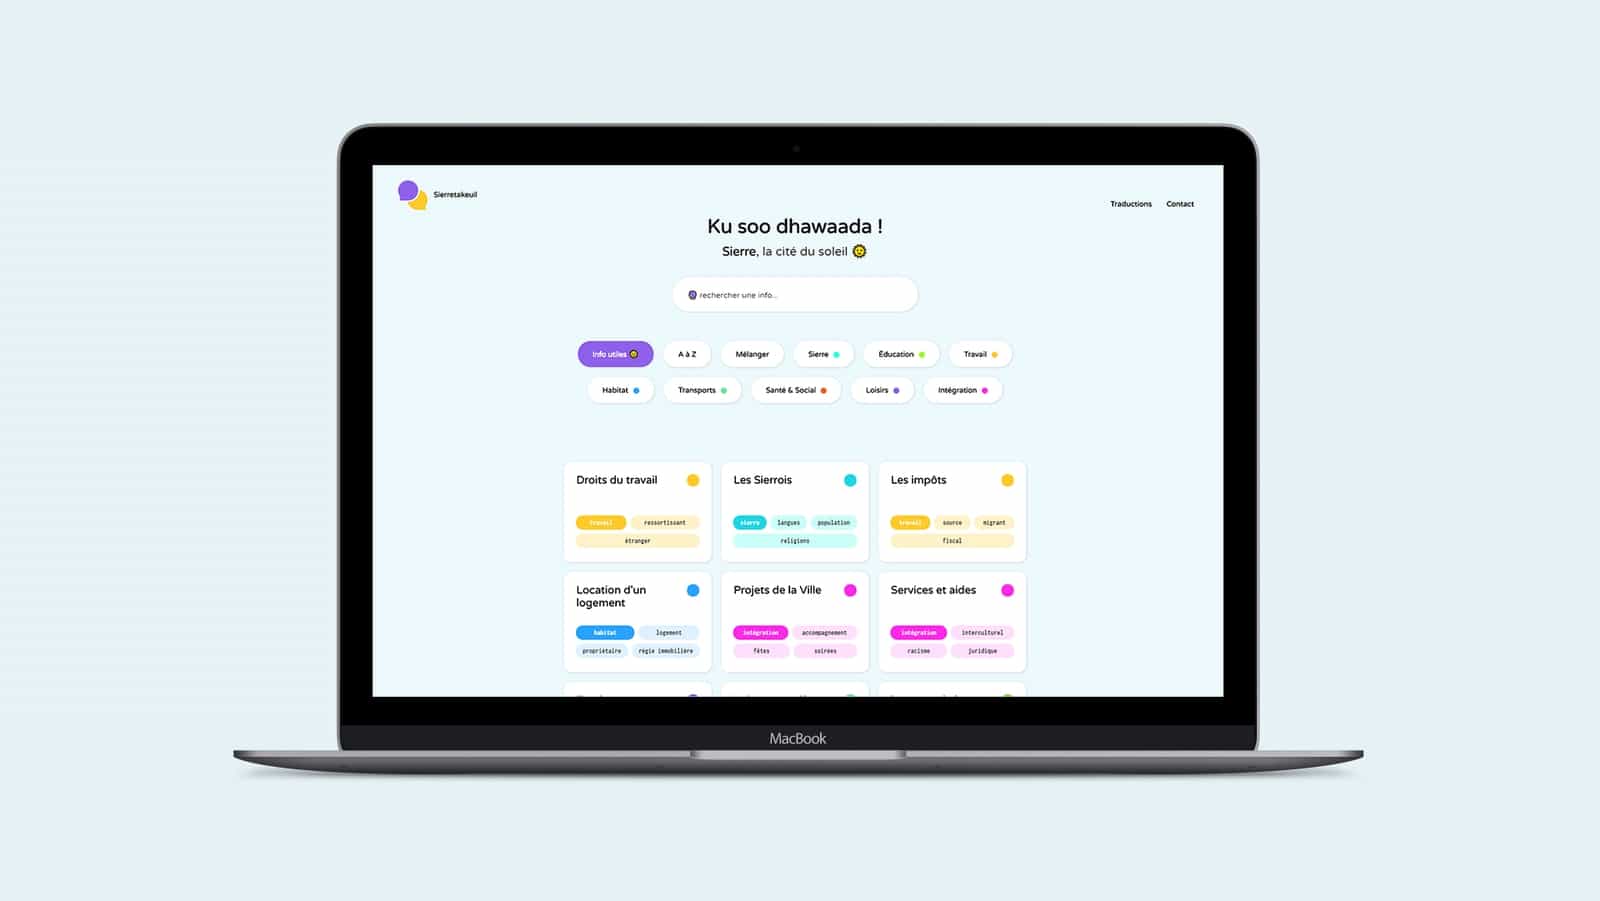 Sierretakeuil
Traductions Contact
Ku soo dhawaada !
Sierre, la cité du soleil
rechercher une info...
Info utiles A à Z Mélanger Sierre Éducation Travail
Habitat Transports Santé & Social Loisirs Intégration
Droits du travail
travail ressortissant
étranger
Les Sierrois
sierre langues population
religions
Les impôts
travail source migrant
fiscal
Location d'un
logement
habitat logement
propriétaire régie immobilière
Projets de la Ville
intégration accompagnement
fêtes soirées
Services et aides
intégration interculturel
racisme juridique
MacBook